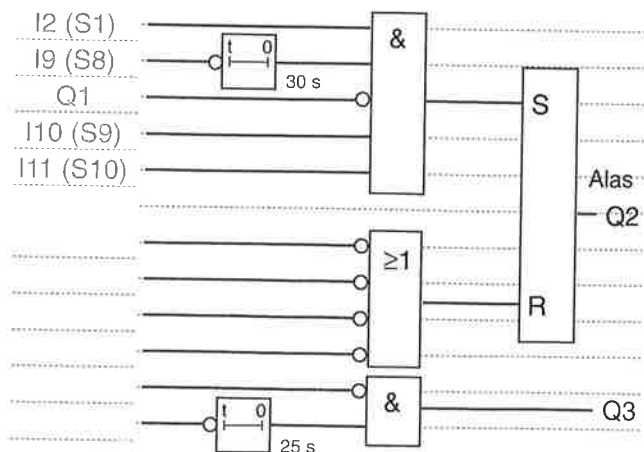 I2 (S1)
&
I9 (S8)
t 0
30 s
Q1
S
I10 (S9)
I11 (S10)
Alas
Q2
≥1
R
&
Q3
t 0
25 s